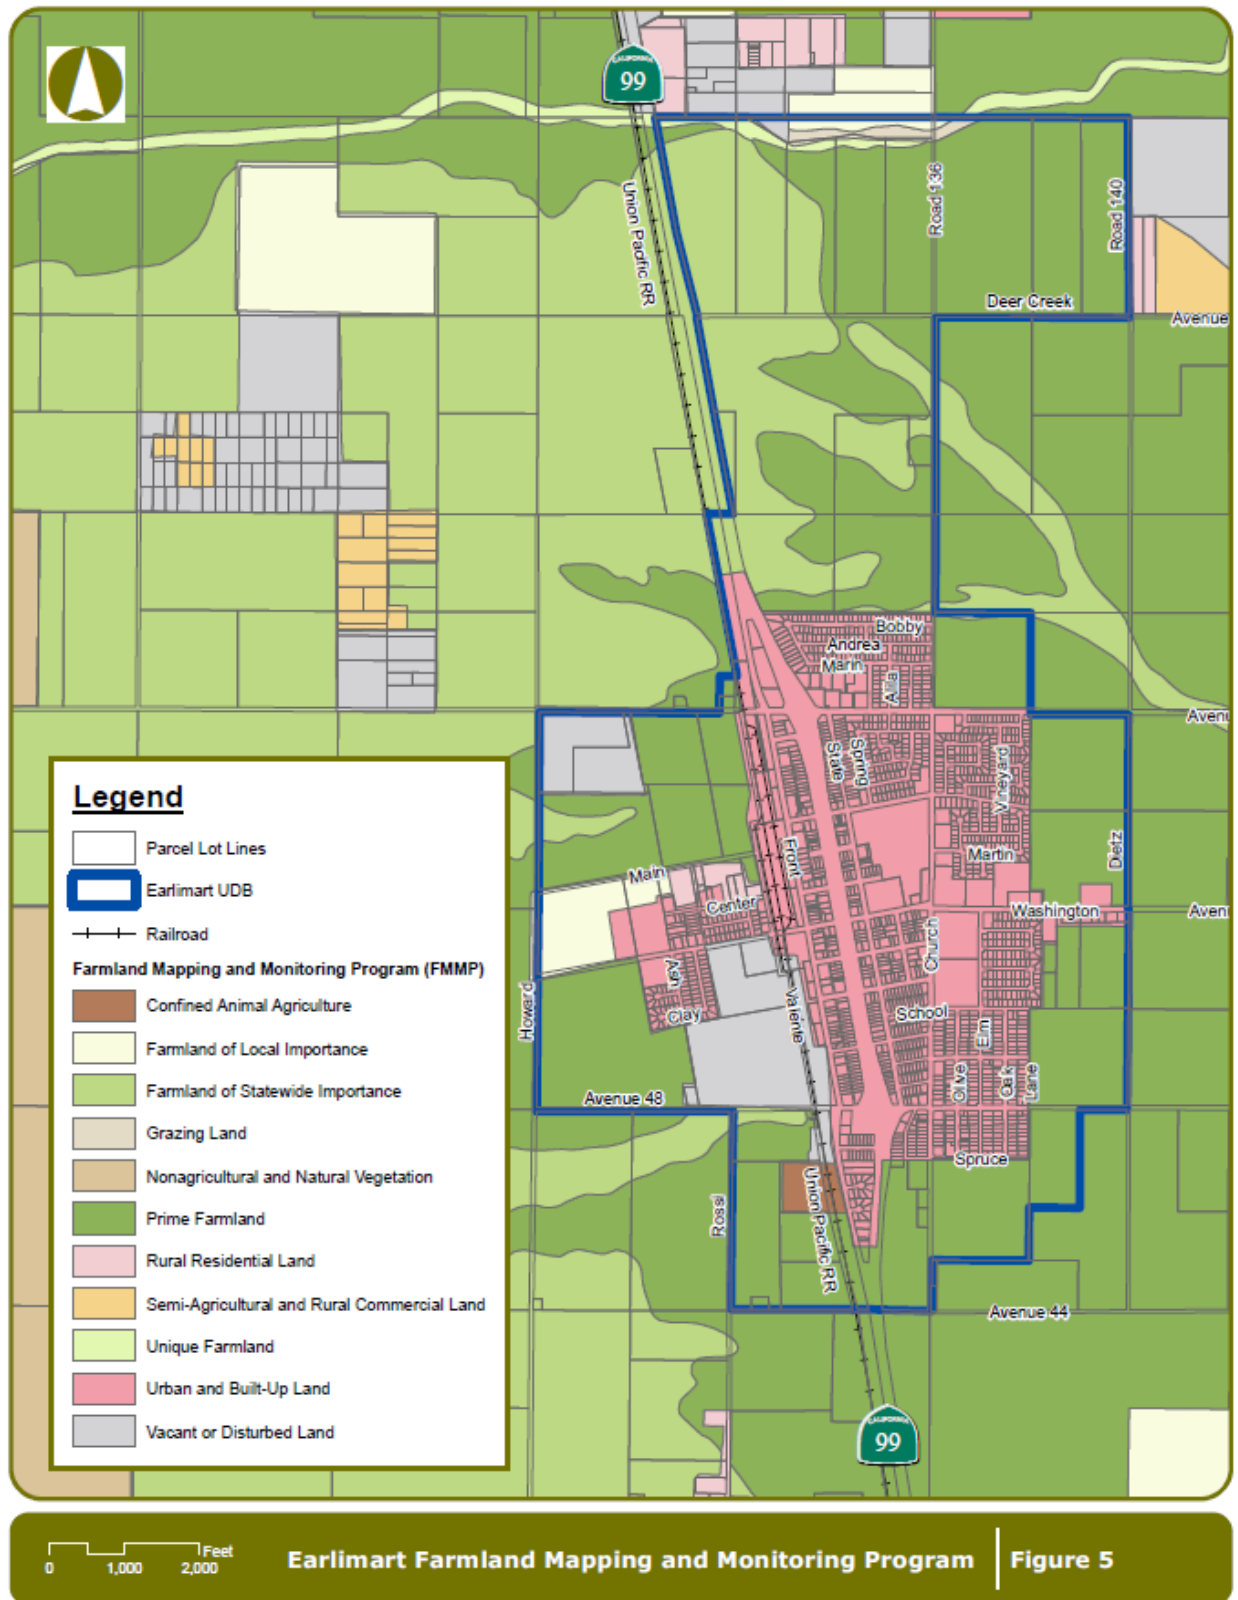 CALIFORNIA
99
Union Pacific RR
Road 136
Road 140
Deer Creek
Avenue
Bobby
Andrea
Marin
Alila
Avenu
State
Spring
Vineyard
Front
Martin
Dietz
Main
Center
Washington
Aven
Church
Ash
Howard
Clay
Valente
School
Elm
Olive
Oak
Lane
Avenue 48
Spruce
Rossi
Union Pacific RR
Avenue 44
CALIFORNIA
99
Legend
Parcel Lot Lines
Earlimart UDB
Railroad
Farmland Mapping and Monitoring Program (FMMP)
Confined Animal Agriculture
Farmland of Local Importance
Farmland of Statewide Importance
Grazing Land
Nonagricultural and Natural Vegetation
Prime Farmland
Rural Residential Land
Semi-Agricultural and Rural Commercial Land
Unique Farmland
Urban and Built-Up Land
Vacant or Disturbed Land
Feet
0 1,000 2,000
Earlimart Farmland Mapping and Monitoring Program
Figure 5